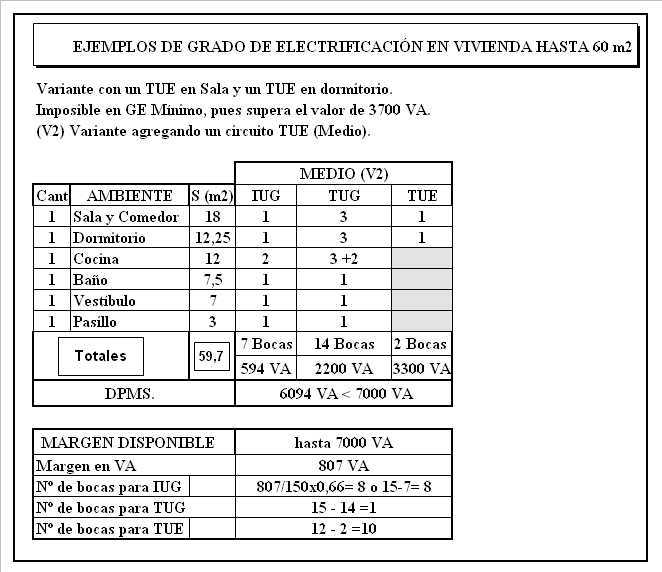 EJEMPLOS DE GRADO DE ELECTRIFICACIÓN EN VIVIENDA HASTA 60 m2
Variante con un TUE en Sala y un TUE en dormitorio.
Imposible en GE Mínimo, pues supera el valor de 3700 VA.
(V2) Variante agregando un circuito TUE (Medio).
MEDIO (V2)
Cant AMBIENTE S (m2) IUG TUG TUE
1 Sala y Comedor 18 1 3 1
1 Dormitorio 12,25 1 3 1
1 Cocina 12 2 3 +2
1 Baño 7,5 1 1
1 Vestíbulo 7 1 1
1 Pasillo 3 1 1
Totales 59,7 7 Bocas 14 Bocas 2 Bocas
594 VA 2200 VA 3300 VA
DPMS. 6094 VA < 7000 VA
MARGEN DISPONIBLE hasta 7000 VA
Margen en VA 807 VA
Nº de bocas para IUG 807/150x0,66= 8 o 15-7= 8
Nº de bocas para TUG 15 - 14 =1
Nº de bocas para TUE 12 - 2 =10